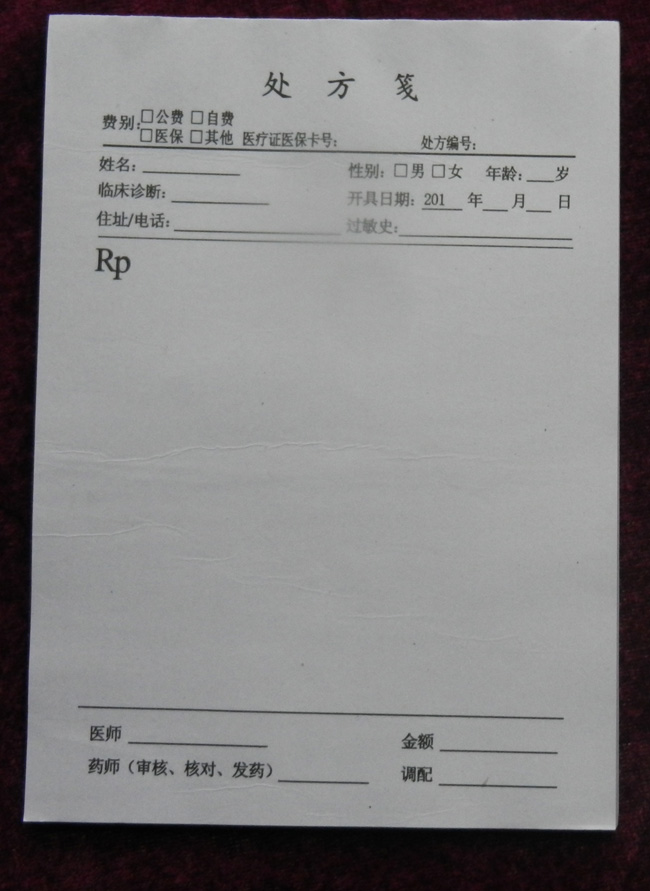 处方笺
费别: □公费 □自费
□医保 □其他 医疗证医保卡号: 处方编号:
姓名: 性别: □男 □女 年龄: 岁
临床诊断: 开具日期: 201 年 月 日
住址/电话: 过敏史:
Rp
医师 金额
药师（审核、核对、发药） 调配